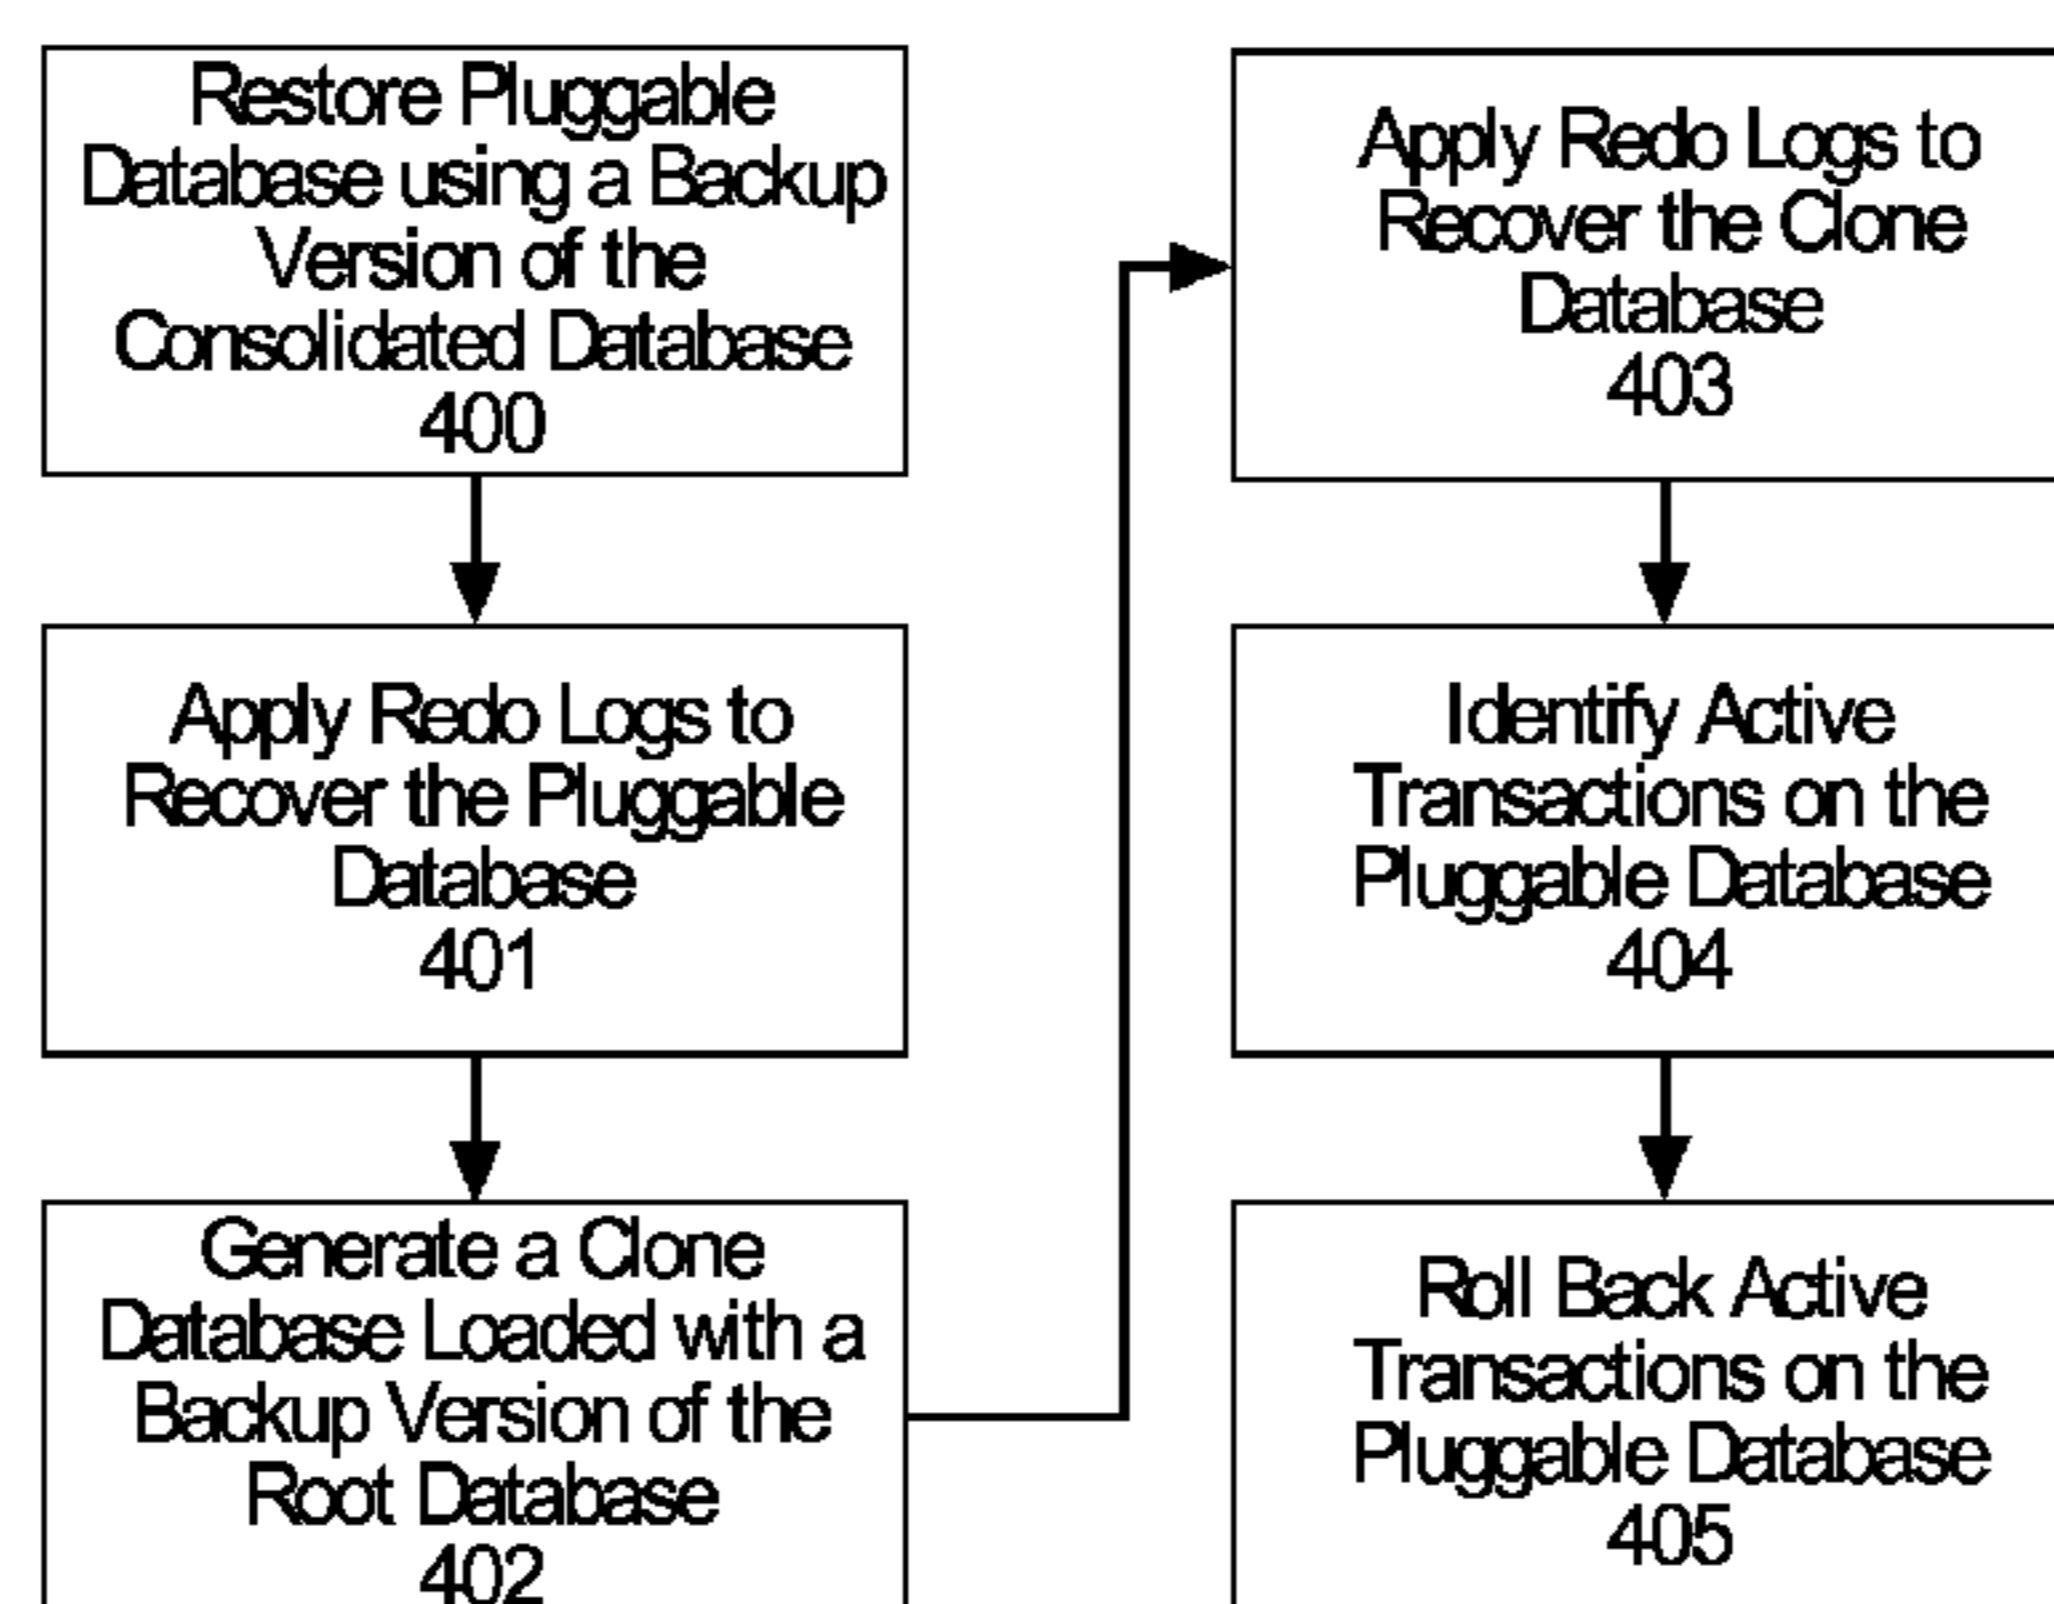 Restore Pluggable
Database using a Backup
Version of the
Consolidated Database
400
Apply Redo Logs to
Recover the Pluggable
Database
401
Generate a Clone
Database Loaded with a
Backup Version of the
Root Database
402
Apply Redo Logs to
Recover the Clone
Database
403
Identify Active
Transactions on the
Pluggable Database
404
Roll Back Active
Transactions on the
Pluggable Database
405